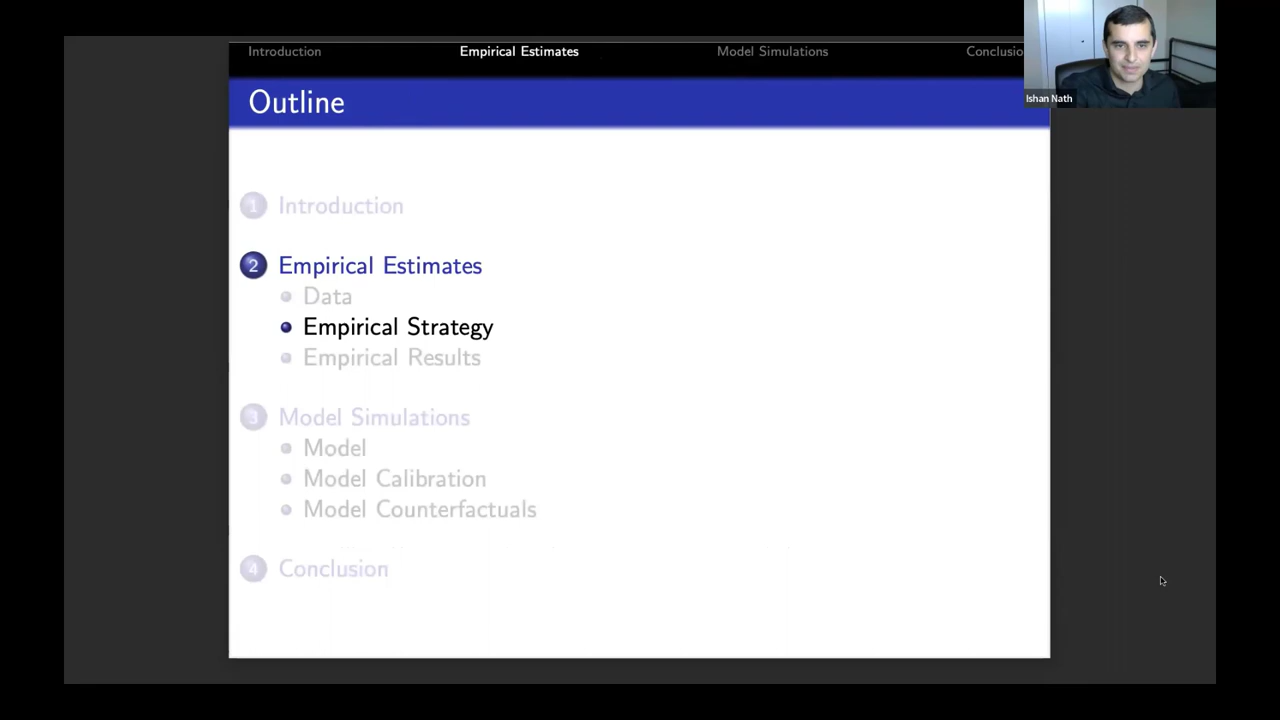 Introduction
Empirical Estimates
Model Simulations
Conclusio
Ishan Nath
Outline
1 Introduction
2 Empirical Estimates
Data
Empirical Strategy
Empirical Results
3 Model Simulations
Model
Model Calibration
Model Counterfactuals
4 Conclusion